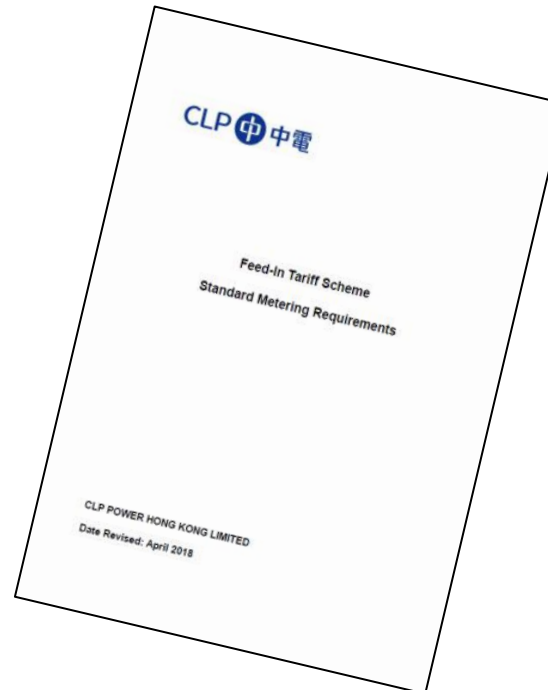 CLP 中電
Feed-In Tariff Scheme
Standard Metering Requirements
CLP POWER HONG KONG LIMITED
Date Revised: April 2018